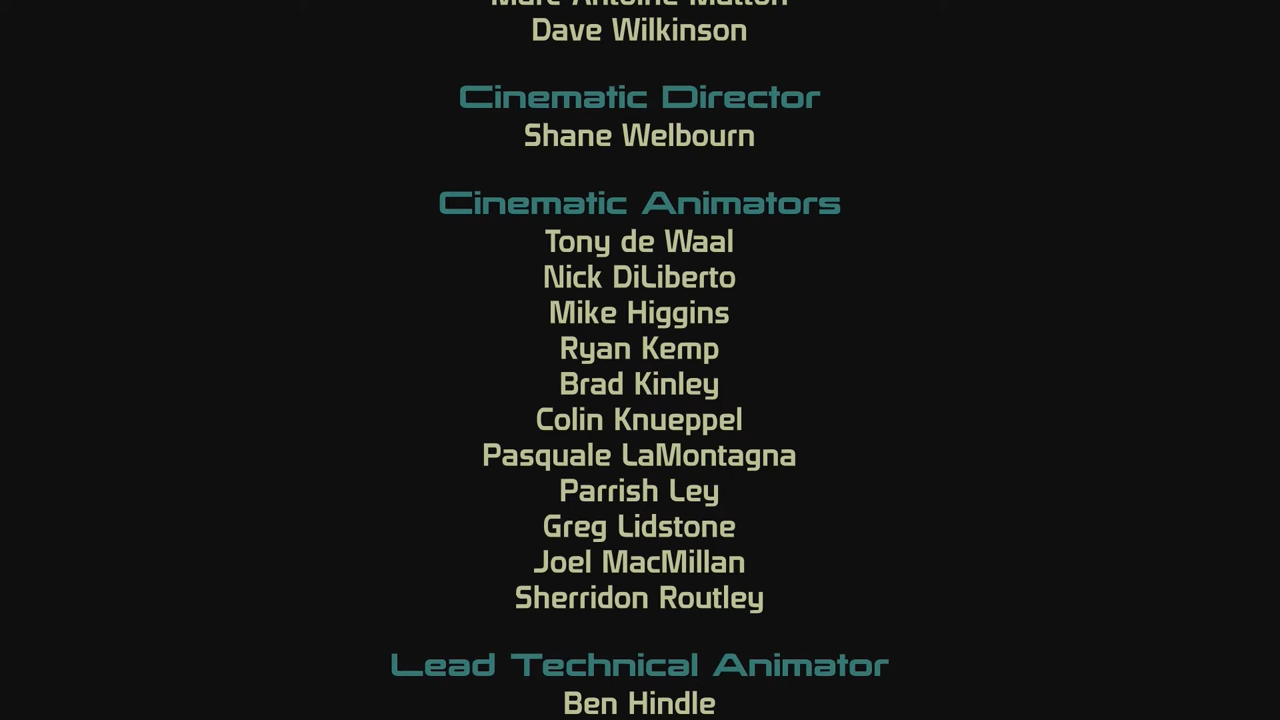 Marc Antoine Matton
Dave Wilkinson
Cinematic Director
Shane Welbourn
Cinematic Animators
Tony de Waal
Nick DiLiberto
Mike Higgins
Ryan Kemp
Brad Kinley
Colin Knueppel
Pasquale LaMontagna
Parrish Ley
Greg Lidstone
Joel MacMillan
Sherridon Routley
Lead Technical Animator
Ben Hindle